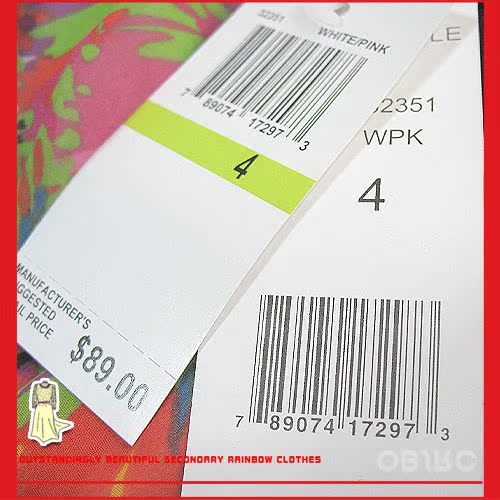 52351
WHITE/PINK
7 89074 17297 3
4
MANUFACTURER'S
SUGGESTED
RETAIL PRICE
$89.00
LE
52351
WPK
4
7 89074 17297 3
OUTSTANDINGLY BEAUTIFUL SECONDARY RAINBOW CLOTHES